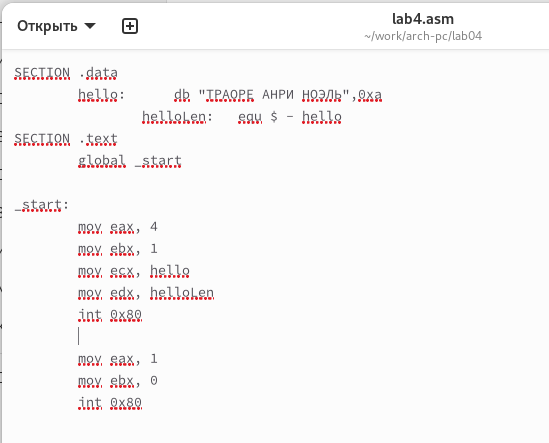 Открыть
lab4.asm
~/work/arch-pc/lab04
SECTION .data
hello: db "ТРАОРЕ АНРИ НОЭЛЬ",0xa
helloLen: equ $ - hello
SECTION .text
global _start
_start:
mov eax, 4
mov ebx, 1
mov ecx, hello
mov edx, helloLen
int 0x80
mov eax, 1
mov ebx, 0
int 0x80